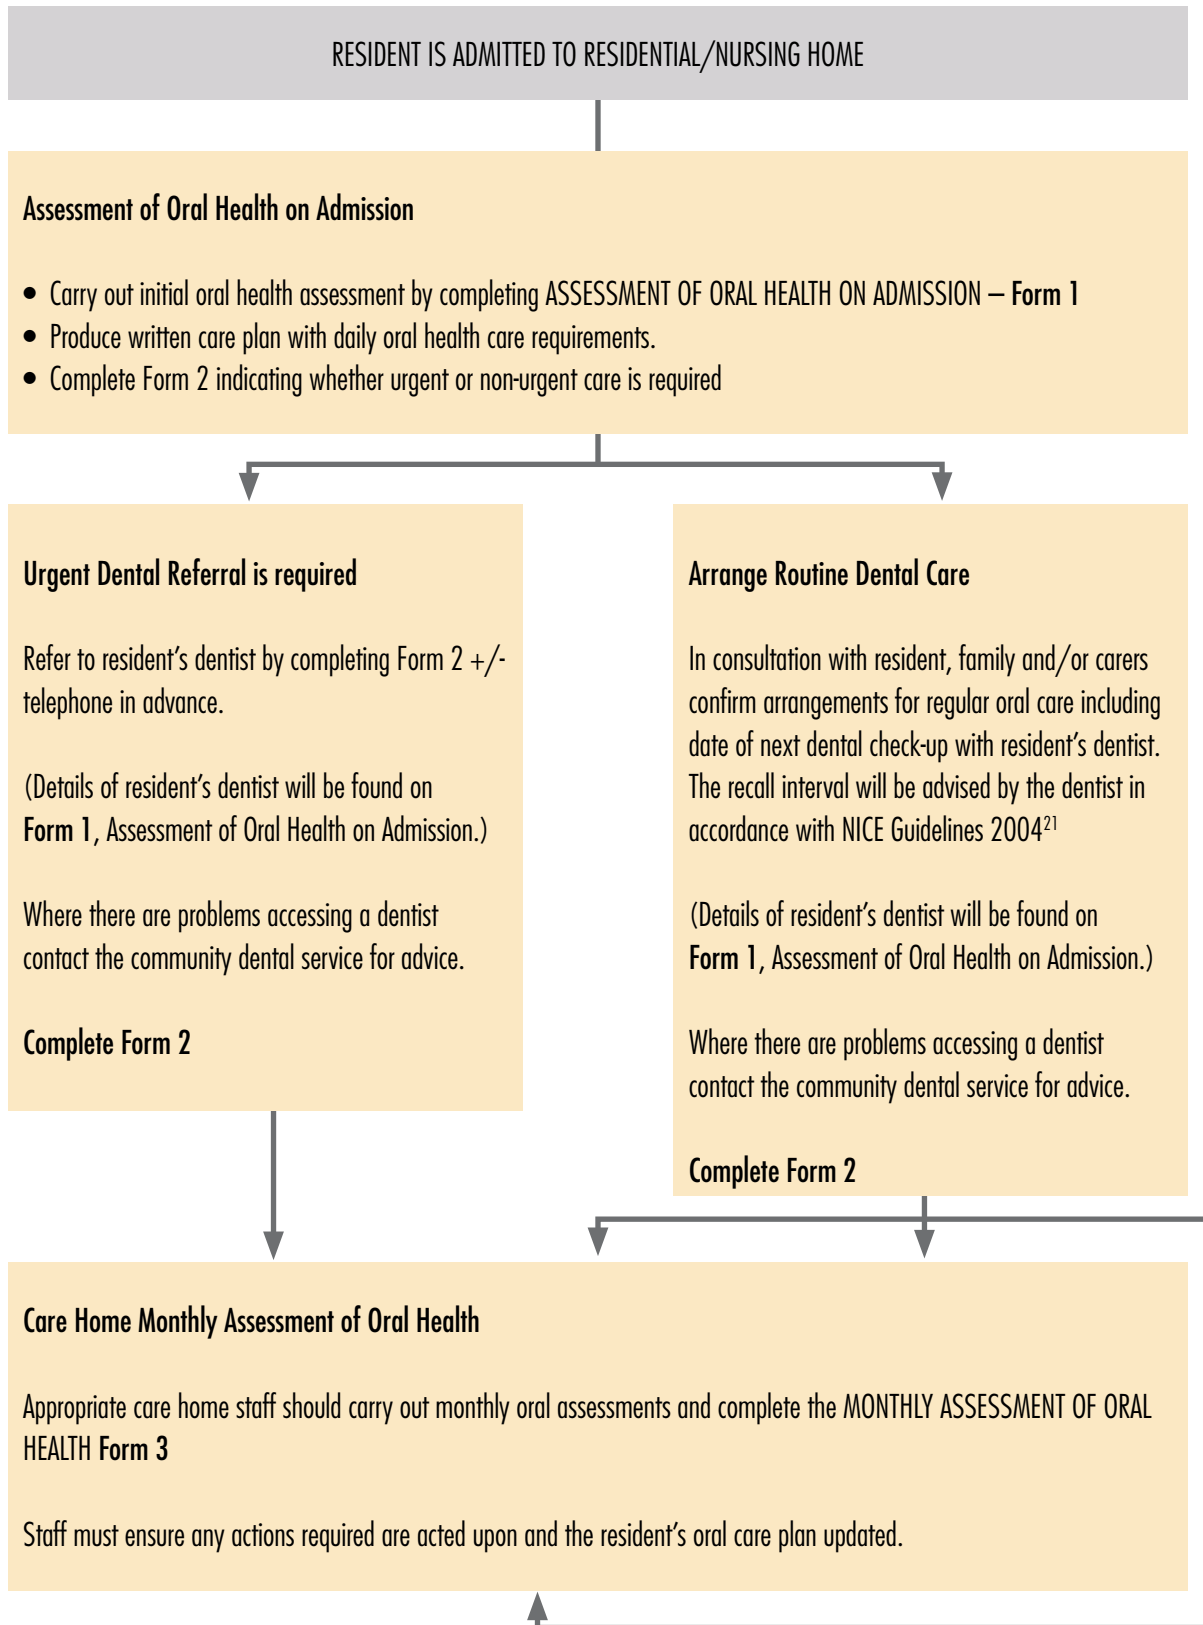 RESIDENT IS ADMITTED TO RESIDENTIAL/NURSING HOME
Assessment of Oral Health on Admission
• Carry out initial oral health assessment by completing ASSESSMENT OF ORAL HEALTH ON ADMISSION – Form 1
• Produce written care plan with daily oral health care requirements.
• Complete Form 2 indicating whether urgent or non-urgent care is required
Urgent Dental Referral is required
Refer to resident's dentist by completing Form 2 +/-
telephone in advance.
(Details of resident's dentist will be found on
Form 1, Assessment of Oral Health on Admission.)
Where there are problems accessing a dentist
contact the community dental service for advice.
Complete Form 2
Arrange Routine Dental Care
In consultation with resident, family and/or carers
confirm arrangements for regular oral care including
date of next dental check-up with resident's dentist.
The recall interval will be advised by the dentist in
accordance with NICE Guidelines 2004²¹
(Details of resident's dentist will be found on
Form 1, Assessment of Oral Health on Admission.)
Where there are problems accessing a dentist
contact the community dental service for advice.
Complete Form 2
Care Home Monthly Assessment of Oral Health
Appropriate care home staff should carry out monthly oral assessments and complete the MONTHLY ASSESSMENT OF ORAL
HEALTH Form 3
Staff must ensure any actions required are acted upon and the resident's oral care plan updated.